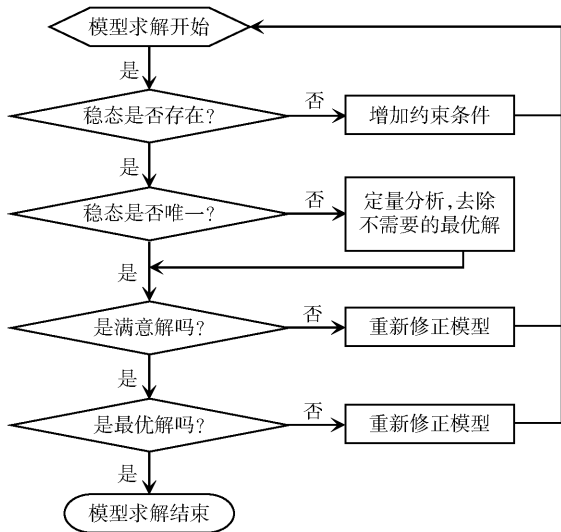 模型求解开始
是
稳态是否存在?
否
增加约束条件
是
稳态是否唯一?
否
定量分析,去除
不需要的最优解
是
是满意解吗?
否
重新修正模型
是
是最优解吗?
否
重新修正模型
是
模型求解结束